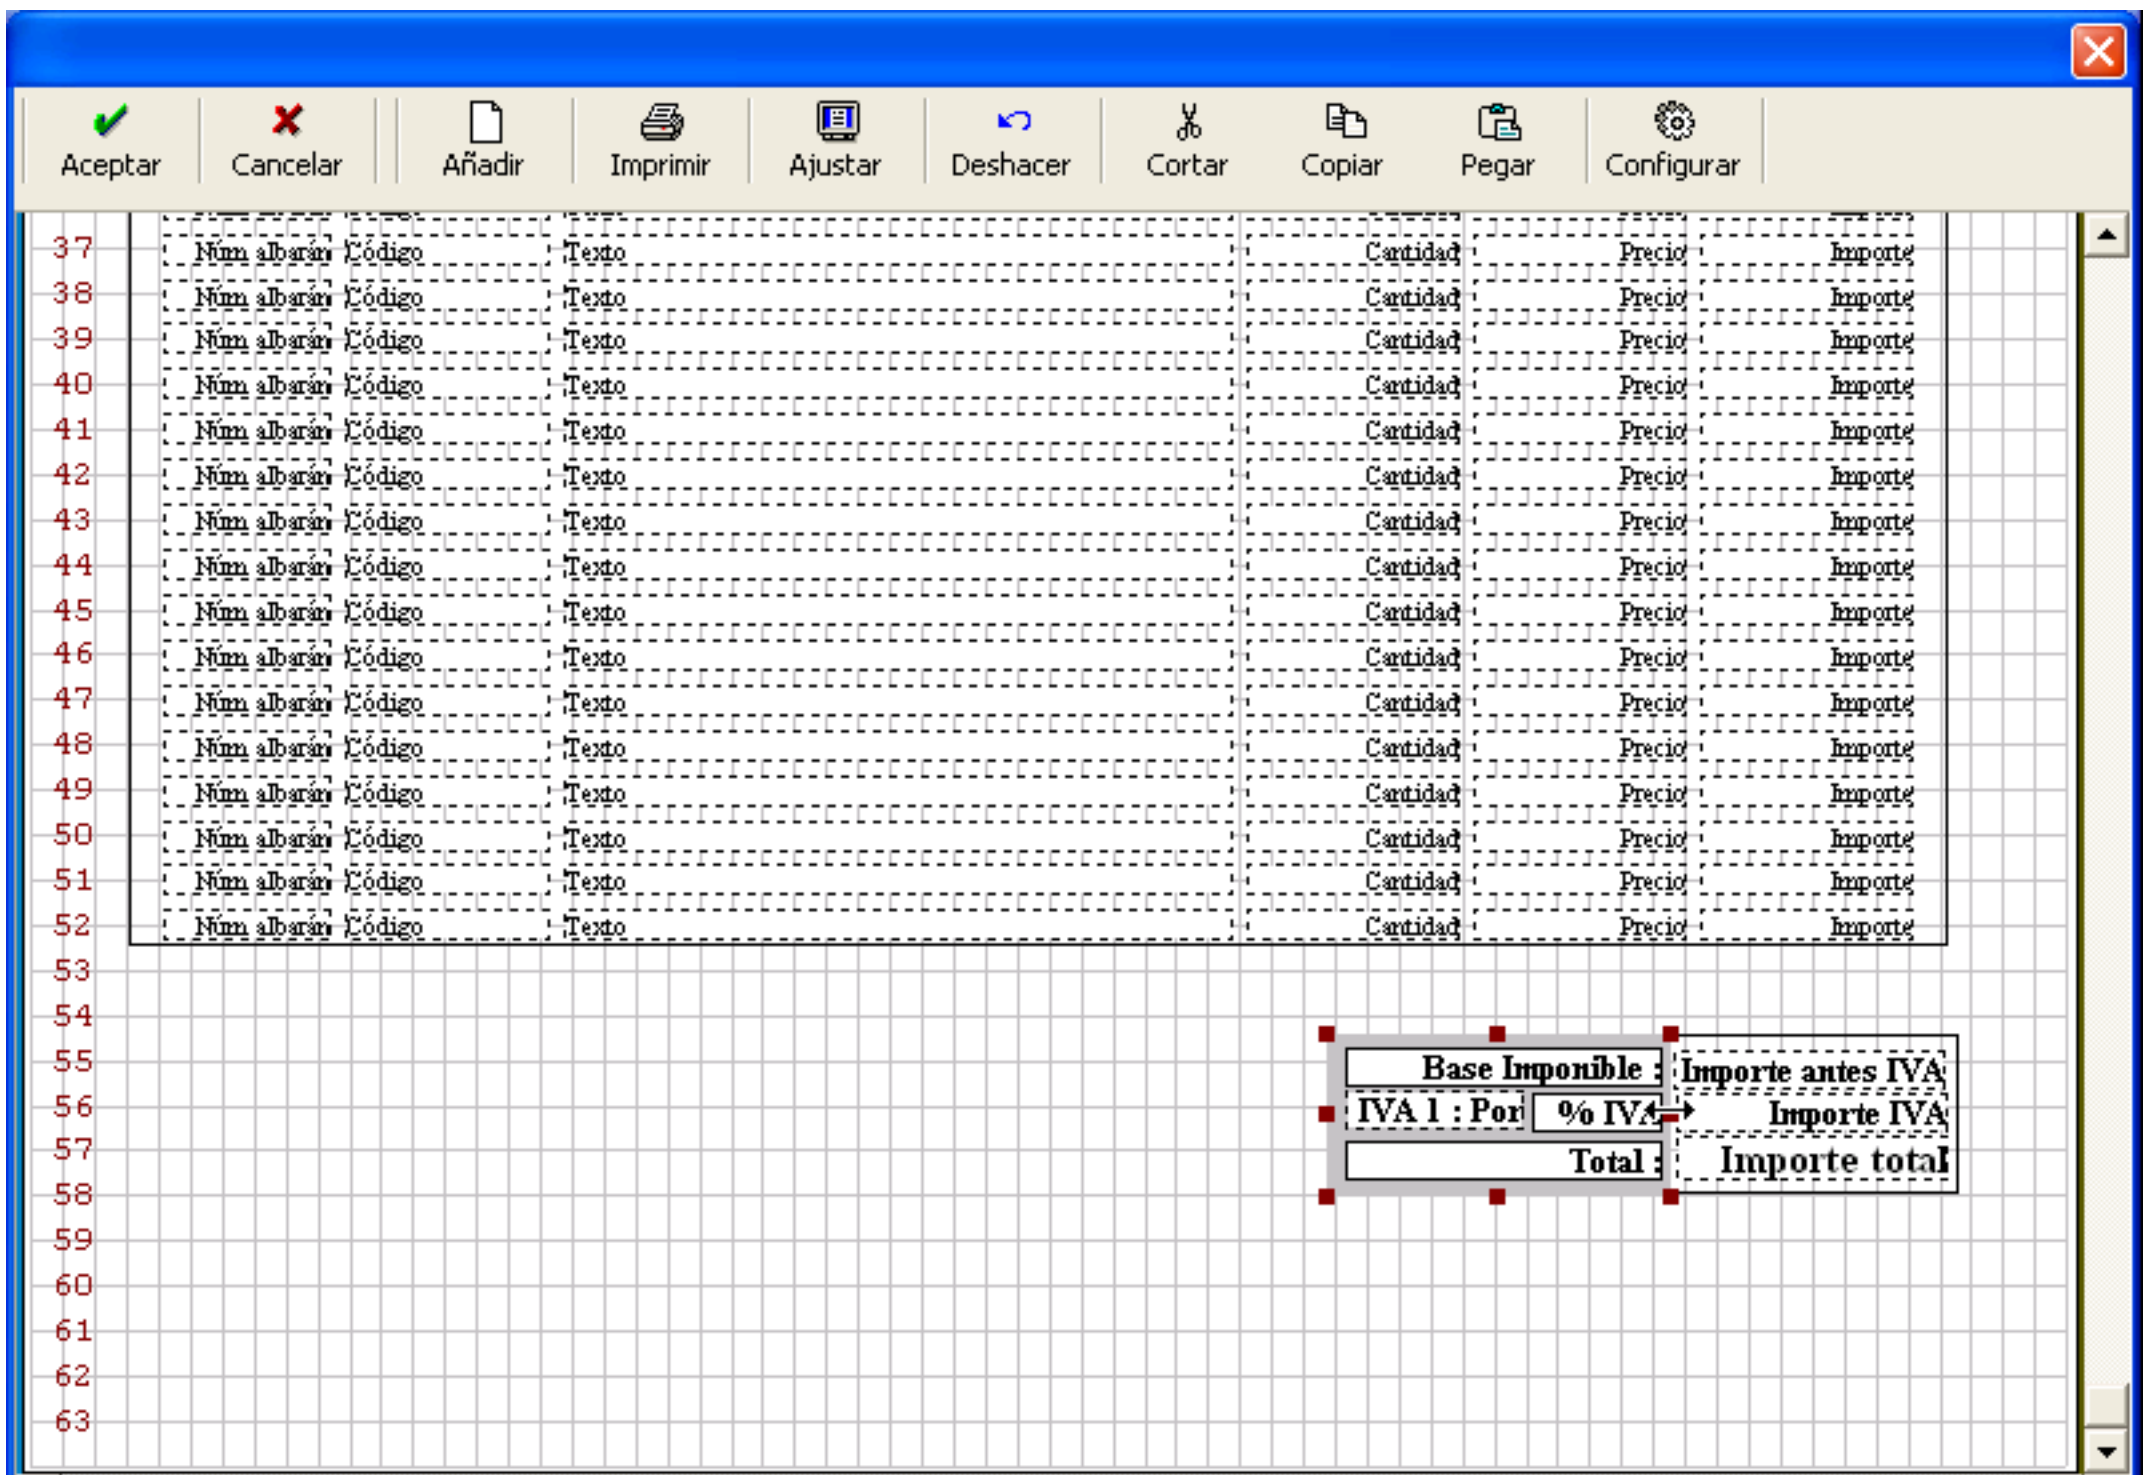 Aceptar Cancelar Añadir Imprimir Ajustar Deshacer Cortar Copiar Pegar Configurar
37 Núm albarán Código Texto Cantidad Precio Importe
38 Núm albarán Código Texto Cantidad Precio Importe
39 Núm albarán Código Texto Cantidad Precio Importe
40 Núm albarán Código Texto Cantidad Precio Importe
41 Núm albarán Código Texto Cantidad Precio Importe
42 Núm albarán Código Texto Cantidad Precio Importe
43 Núm albarán Código Texto Cantidad Precio Importe
44 Núm albarán Código Texto Cantidad Precio Importe
45 Núm albarán Código Texto Cantidad Precio Importe
46 Núm albarán Código Texto Cantidad Precio Importe
47 Núm albarán Código Texto Cantidad Precio Importe
48 Núm albarán Código Texto Cantidad Precio Importe
49 Núm albarán Código Texto Cantidad Precio Importe
50 Núm albarán Código Texto Cantidad Precio Importe
51 Núm albarán Código Texto Cantidad Precio Importe
52 Núm albarán Código Texto Cantidad Precio Importe
53
54
55 Base Imponible : Importe antes IVA
56 IVA 1 : Por % IVA Importe IVA
57 Total : Importe total
58
59
60
61
62
63